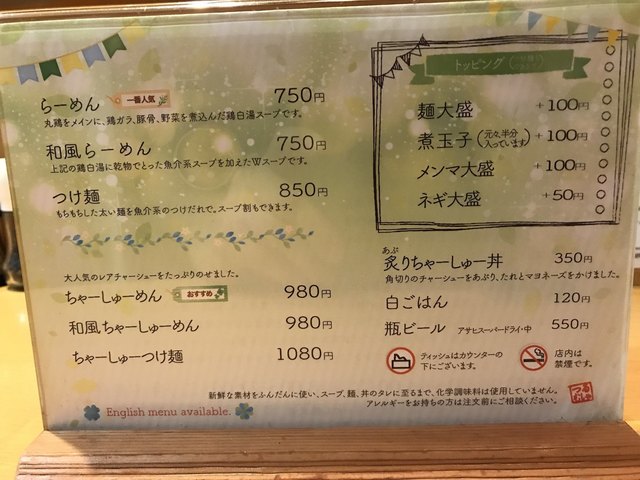 らーめん 一番人気 750円
丸鶏をメインに、鶏ガラ、豚骨、野菜を煮込んだ鶏白湯スープです。
和風らーめん 750円
上記の鶏白湯に乾物でとった魚介系スープを加えたWスープです。
つけ麺 850円
もちもちした太い麺を魚介系のつけだれで。スープ割もできます。
大人気のレアチャーシューをたっぷりのせました。
ちゃーしゅーめん おすすめ 980円
和風ちゃーしゅーめん 980円
ちゃーしゅーつけ麺 1080円
トッピング
麺大盛 +100円
煮玉子(元々、半分入っています) +100円
メンマ大盛 +100円
ネギ大盛 +50円
あぶ
炙りちゃーしゅー丼 350円
角切りのチャーシューをあぶり、たれとマヨネーズをかけました。
白ごはん 120円
瓶ビール アサヒスーパードライ・中 550円
ティッシュはカウンターの
下にございます。
店内は
禁煙です。
新鮮な素材をふんだんに使い、スープ、麺、丼のタレに至るまで、化学調味料は使用していません。
アレルギーをお持ちの方は注文前にご相談ください。
English menu available.